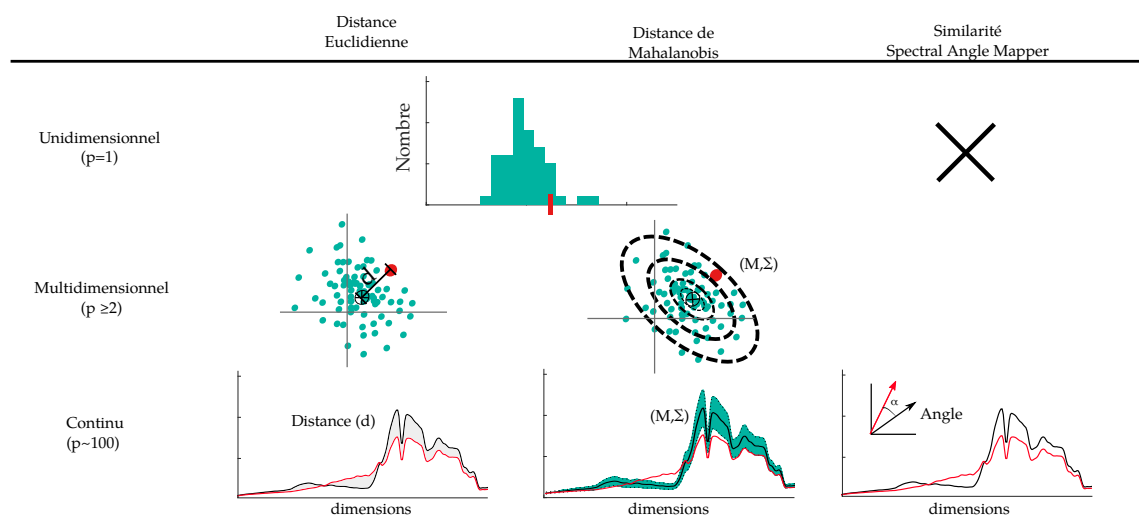 Distance
Euclidienne
Distance de
Mahalanobis
Similarité
Spectral Angle Mapper
Unidimensionnel
(p=1)
Nombre
Multidimensionnel
(p ≥2)
(M,Σ)
Continu
(p~100)
Distance (d)
(M,Σ)
α
Angle
dimensions
dimensions
dimensions